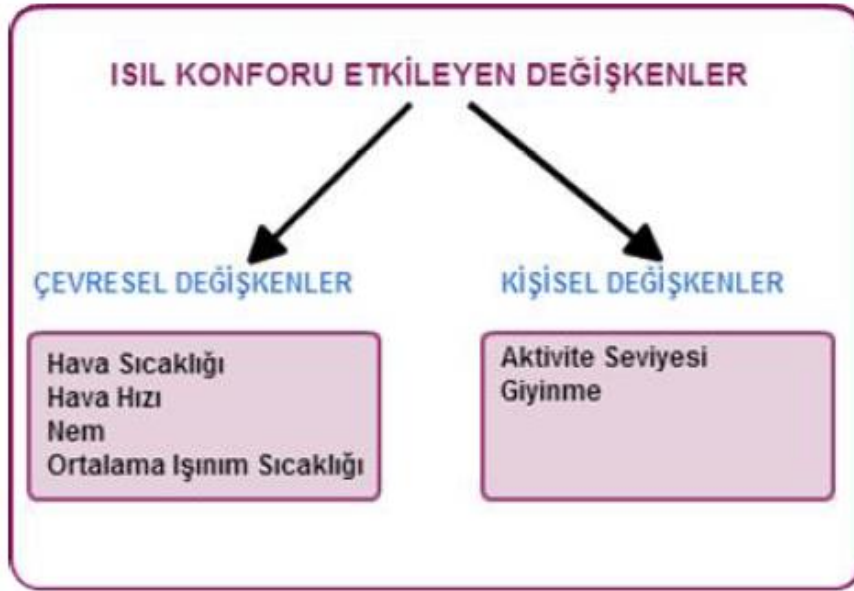 ISIL KONFORU ETKİLEYEN DEĞİŞKENLER
ÇEVRESEL DEĞİŞKENLER
Hava Sıcaklığı
Hava Hızı
Nem
Ortalama Işınım Sıcaklığı
KİŞİSEL DEĞİŞKENLER
Aktivite Seviyesi
Giyinme